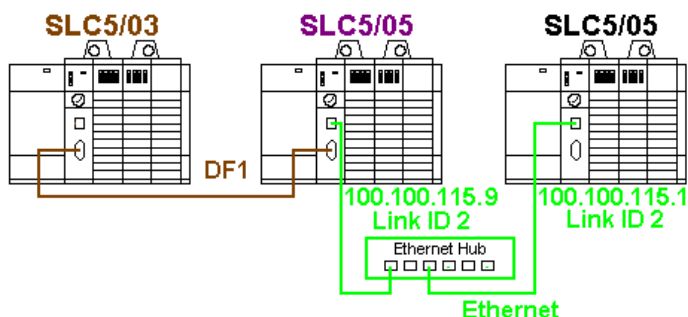 SLC5/03
SLC5/05
SLC5/05
DF1
100.100.115.9
Link ID 2
100.100.115.1
Link ID 2
Ethernet Hub
Ethernet